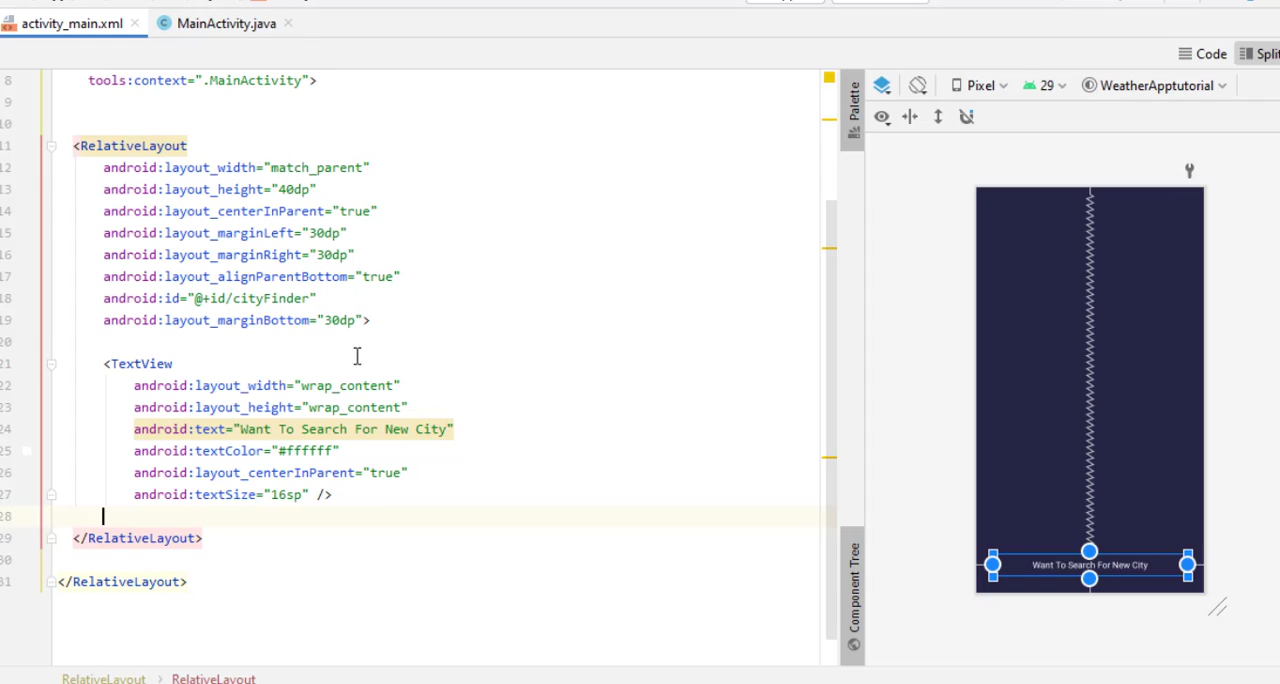 activity_main.xml
MainActivity.java
Code
Split
8 tools:context=".MainActivity">
9
10
11 <RelativeLayout
12 android:layout_width="match_parent"
13 android:layout_height="40dp"
14 android:layout_centerInParent="true"
15 android:layout_marginLeft="30dp"
16 android:layout_marginRight="30dp"
17 android:layout_alignParentBottom="true"
18 android:id="@+id/cityFinder"
19 android:layout_marginBottom="30dp">
20
21 <TextView
22 android:layout_width="wrap_content"
23 android:layout_height="wrap_content"
24 android:text="Want To Search For New City"
25 android:textColor="#ffffff"
26 android:layout_centerInParent="true"
27 android:textSize="16sp" />
28
29 </RelativeLayout>
30
31 </RelativeLayout>
Palette
Component Tree
Pixel
29
WeatherApptutorial
Want To Search For New City
RelativeLayout
RelativeLayout